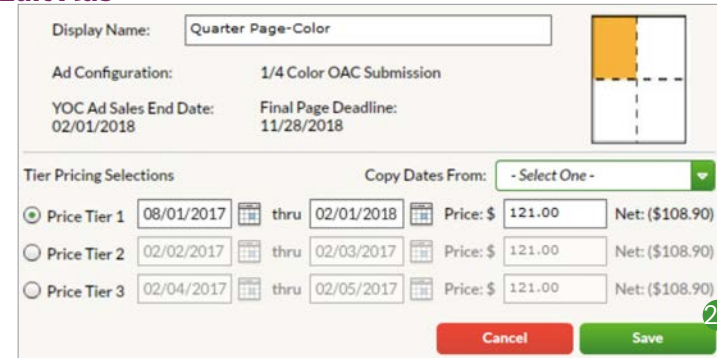 Display Name: Quarter Page-Color
Ad Configuration: 1/4 Color OAC Submission
YOC Ad Sales End Date: Final Page Deadline:
02/01/2018 11/28/2018
Tier Pricing Selections Copy Dates From: - Select One -
Price Tier 1 08/01/2017 thru 02/01/2018 Price: $ 121.00 Net: ($108.90)
Price Tier 2 02/02/2017 thru 02/03/2017 Price: $ 121.00 Net: ($108.90)
Price Tier 3 02/04/2017 thru 02/05/2017 Price: $ 121.00 Net: ($108.90)
2
Cancel Save